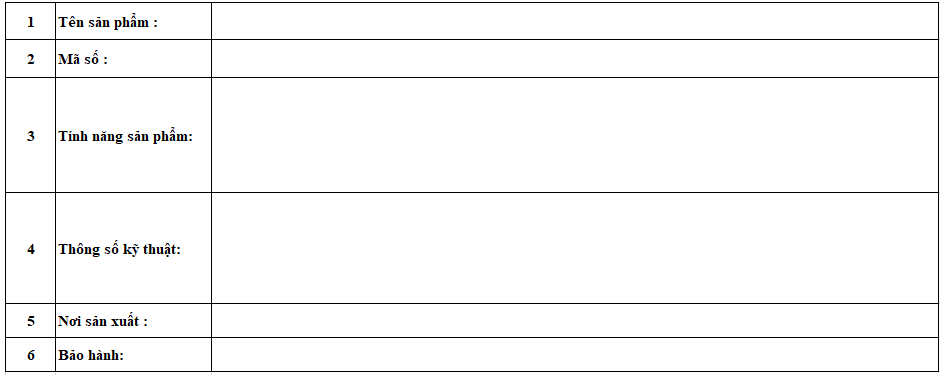 1 Tên sản phẩm :
2 Mã số :
3 Tính năng sản phẩm:
4 Thông số kỹ thuật:
5 Nơi sản xuất :
6 Bảo hành: